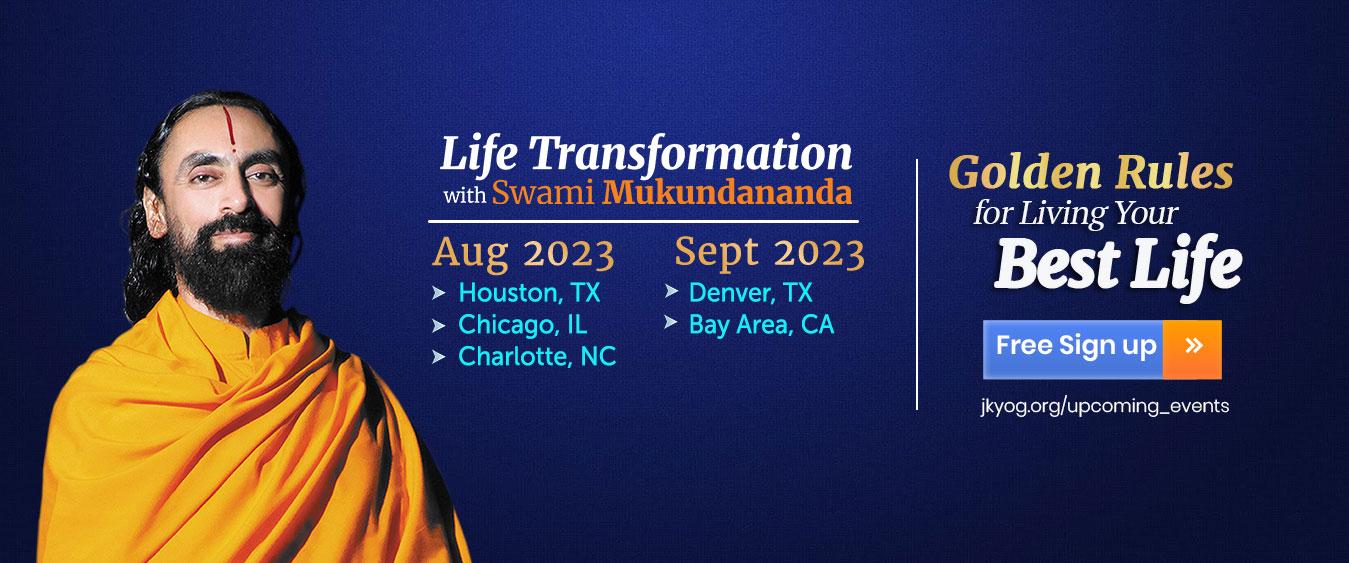 Life Transformation
with Swami Mukundananda
Aug 2023
➤ Houston, TX
➤ Chicago, IL
➤ Charlotte, NC
Sept 2023
➤ Denver, TX
➤ Bay Area, CA
Golden Rules
for Living Your
Best Life
Free Sign up »
jkyog.org/upcoming_events